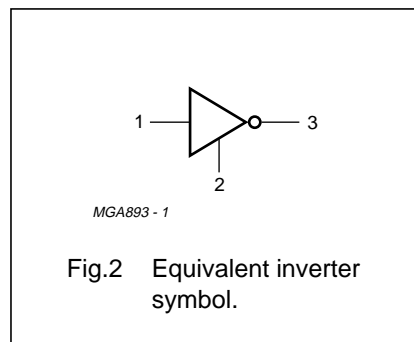 1
3
2
MGA893 - 1
Fig.2 Equivalent inverter
symbol.